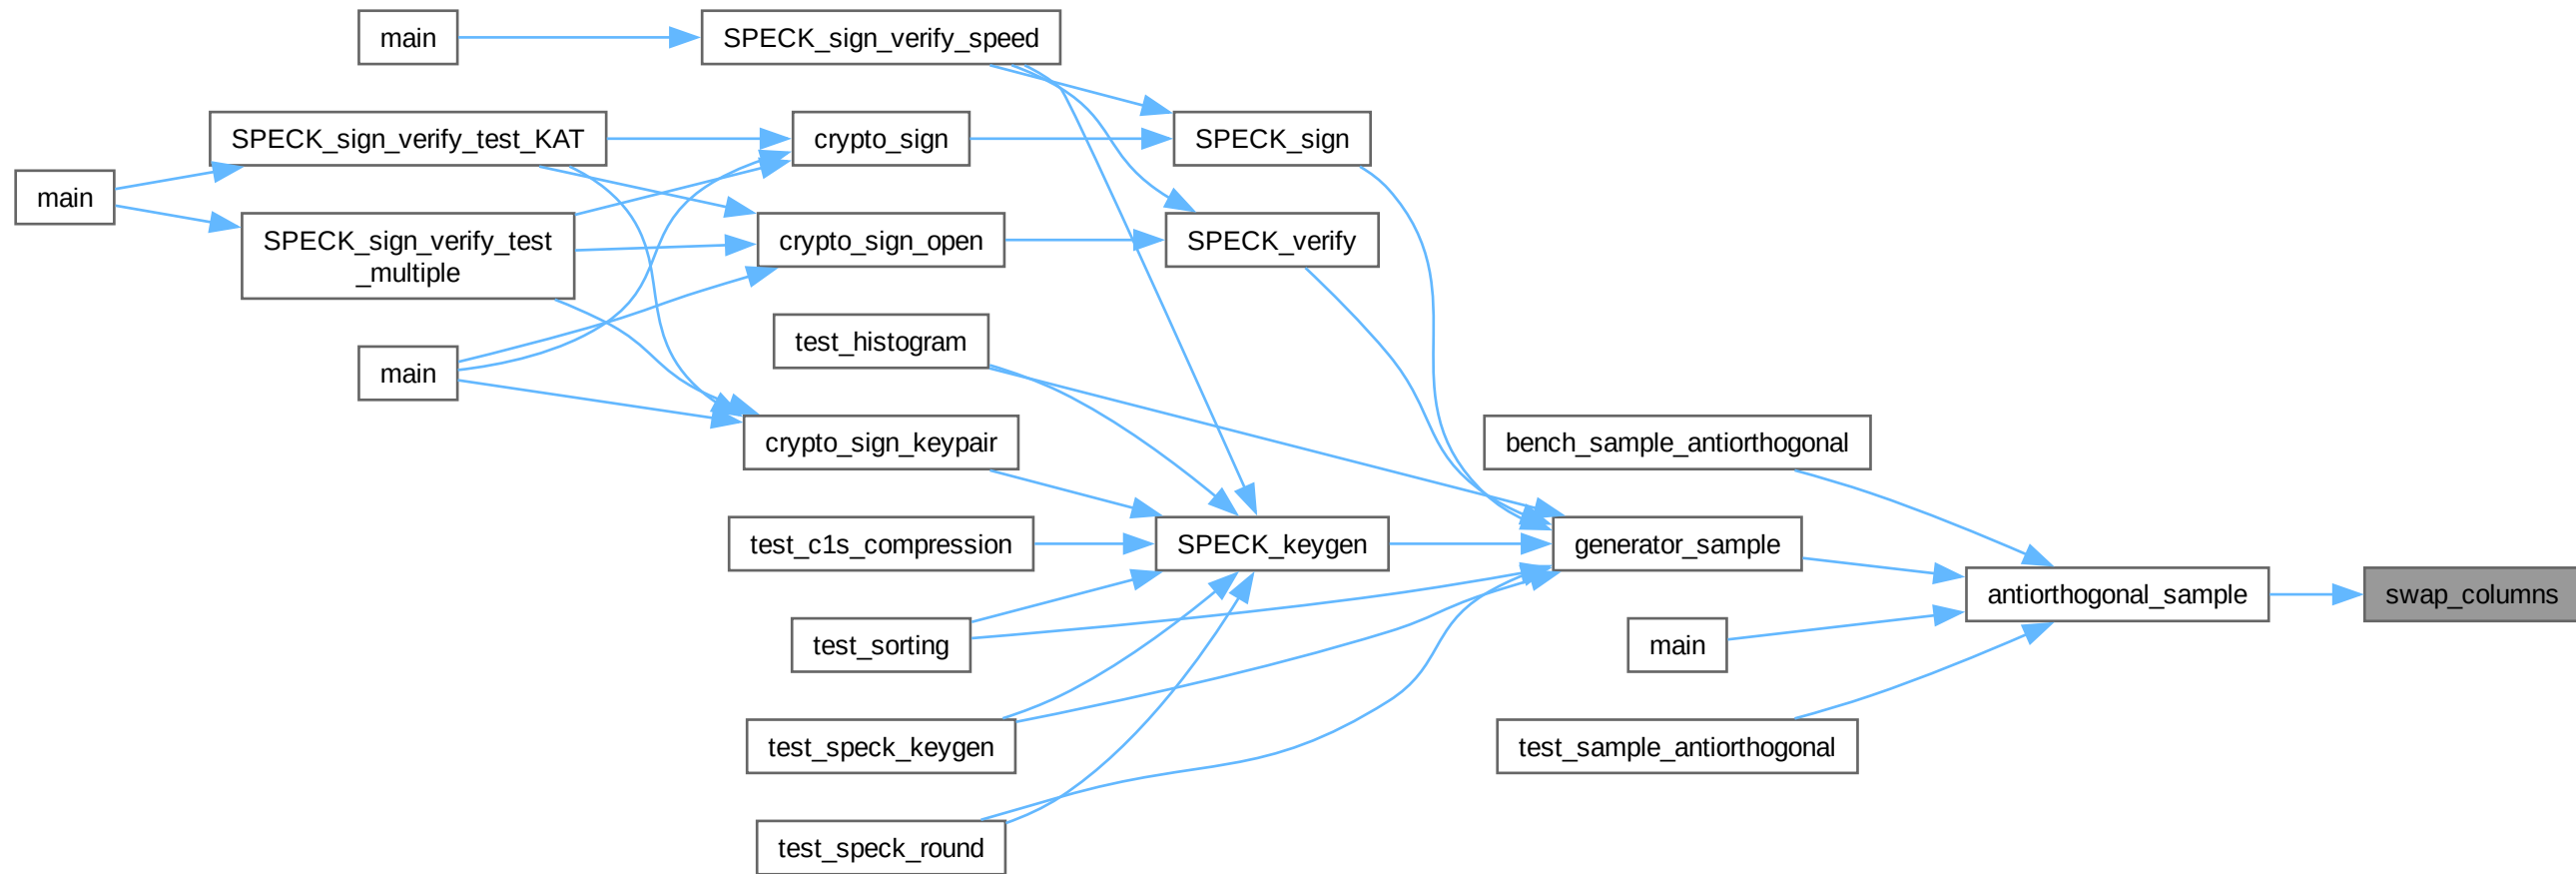 main
SPECK_sign_verify_speed
SPECK_sign_verify_test_KAT
crypto_sign
SPECK_sign
main
SPECK_sign_verify_test
_multiple
crypto_sign_open
SPECK_verify
test_histogram
main
crypto_sign_keypair
bench_sample_antiorthogonal
test_c1s_compression
SPECK_keygen
generator_sample
antiorthogonal_sample
swap_columns
test_sorting
main
test_speck_keygen
test_sample_antiorthogonal
test_speck_round